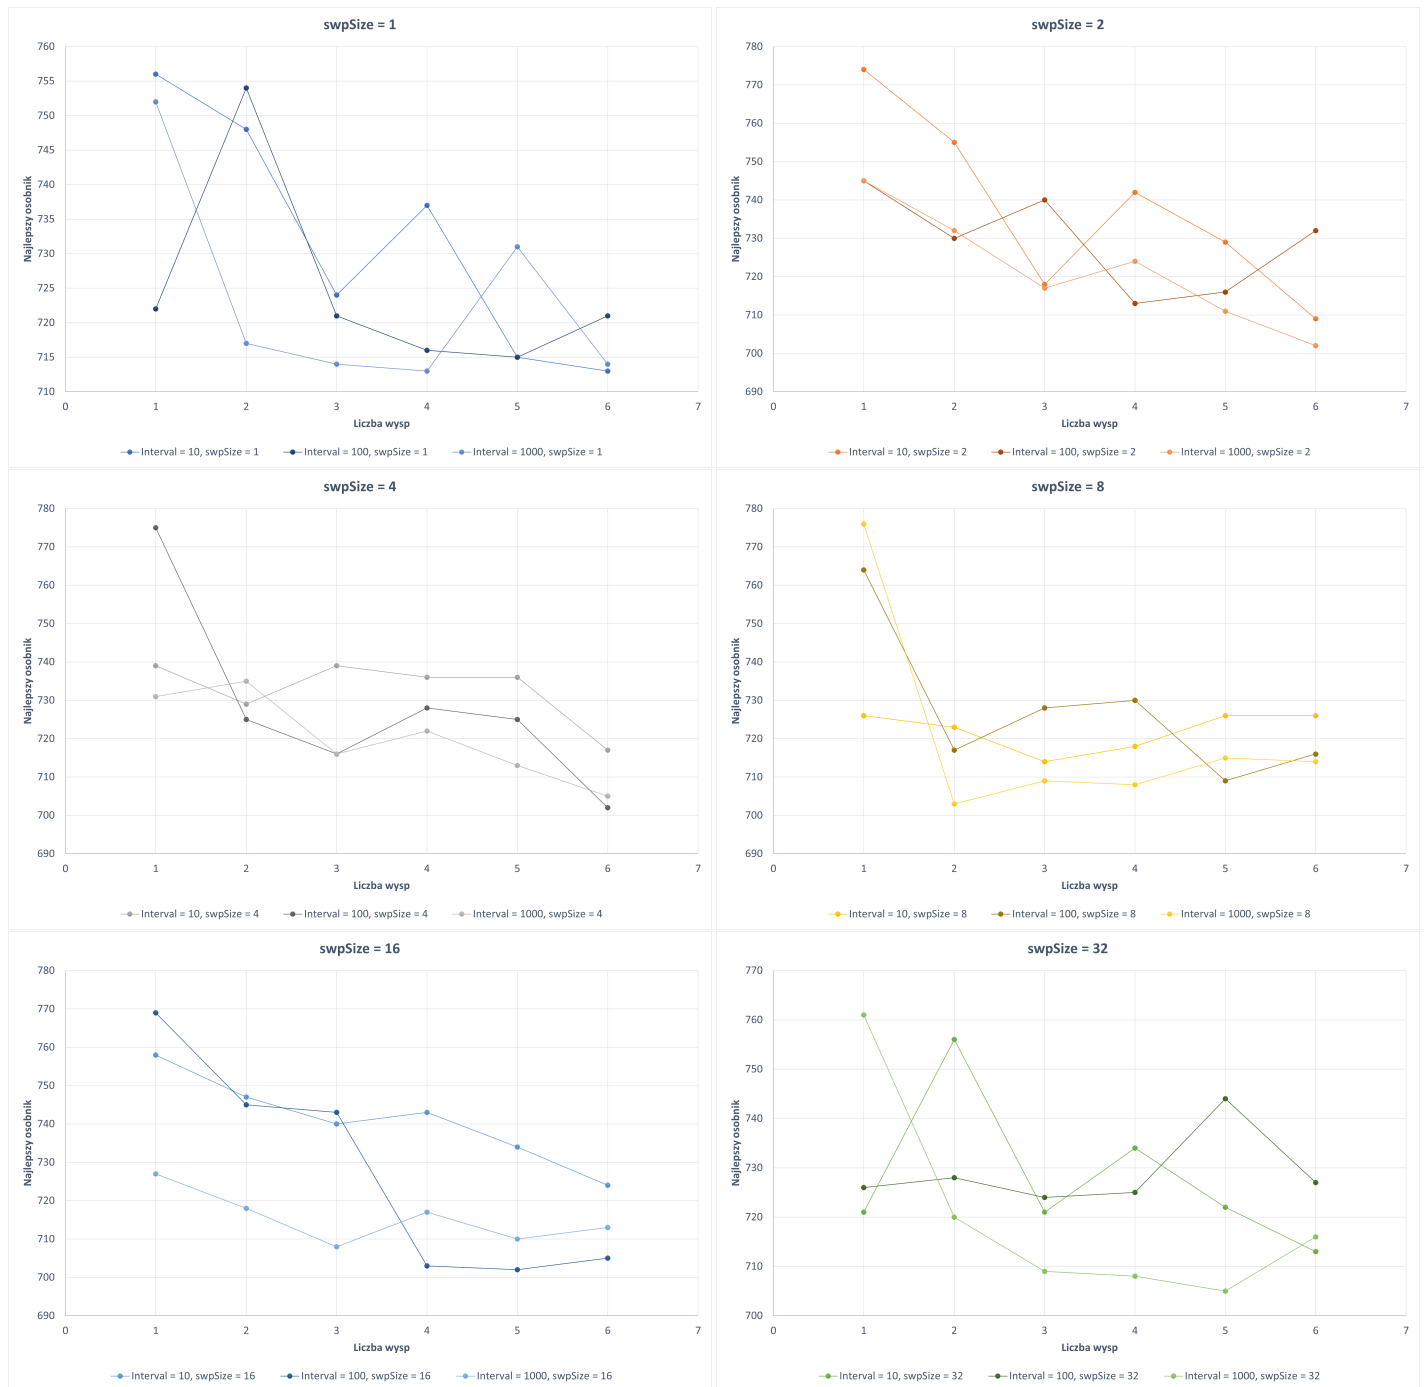 swpSize = 1
760
755
750
745
740
735
730
725
720
715
710
Najlepszy osobnik
0 1 2 3 4 5 6 7
Liczba wysp
Interval = 10, swpSize = 1 Interval = 100, swpSize = 1 Interval = 1000, swpSize = 1
swpSize = 2
780
770
760
750
740
730
720
710
700
690
Najlepszy osobnik
0 1 2 3 4 5 6 7
Liczba wysp
Interval = 10, swpSize = 2 Interval = 100, swpSize = 2 Interval = 1000, swpSize = 2
swpSize = 4
780
770
760
750
740
730
720
710
700
690
Najlepszy osobnik
0 1 2 3 4 5 6 7
Liczba wysp
Interval = 10, swpSize = 4 Interval = 100, swpSize = 4 Interval = 1000, swpSize = 4
swpSize = 8
780
770
760
750
740
730
720
710
700
690
Najlepszy osobnik
0 1 2 3 4 5 6 7
Liczba wysp
Interval = 10, swpSize = 8 Interval = 100, swpSize = 8 Interval = 1000, swpSize = 8
swpSize = 16
780
770
760
750
740
730
720
710
700
690
Najlepszy osobnik
0 1 2 3 4 5 6 7
Liczba wysp
Interval = 10, swpSize = 16 Interval = 100, swpSize = 16 Interval = 1000, swpSize = 16
swpSize = 32
770
760
750
740
730
720
710
700
Najlepszy osobnik
0 1 2 3 4 5 6 7
Liczba wysp
Interval = 10, swpSize = 32 Interval = 100, swpSize = 32 Interval = 1000, swpSize = 32